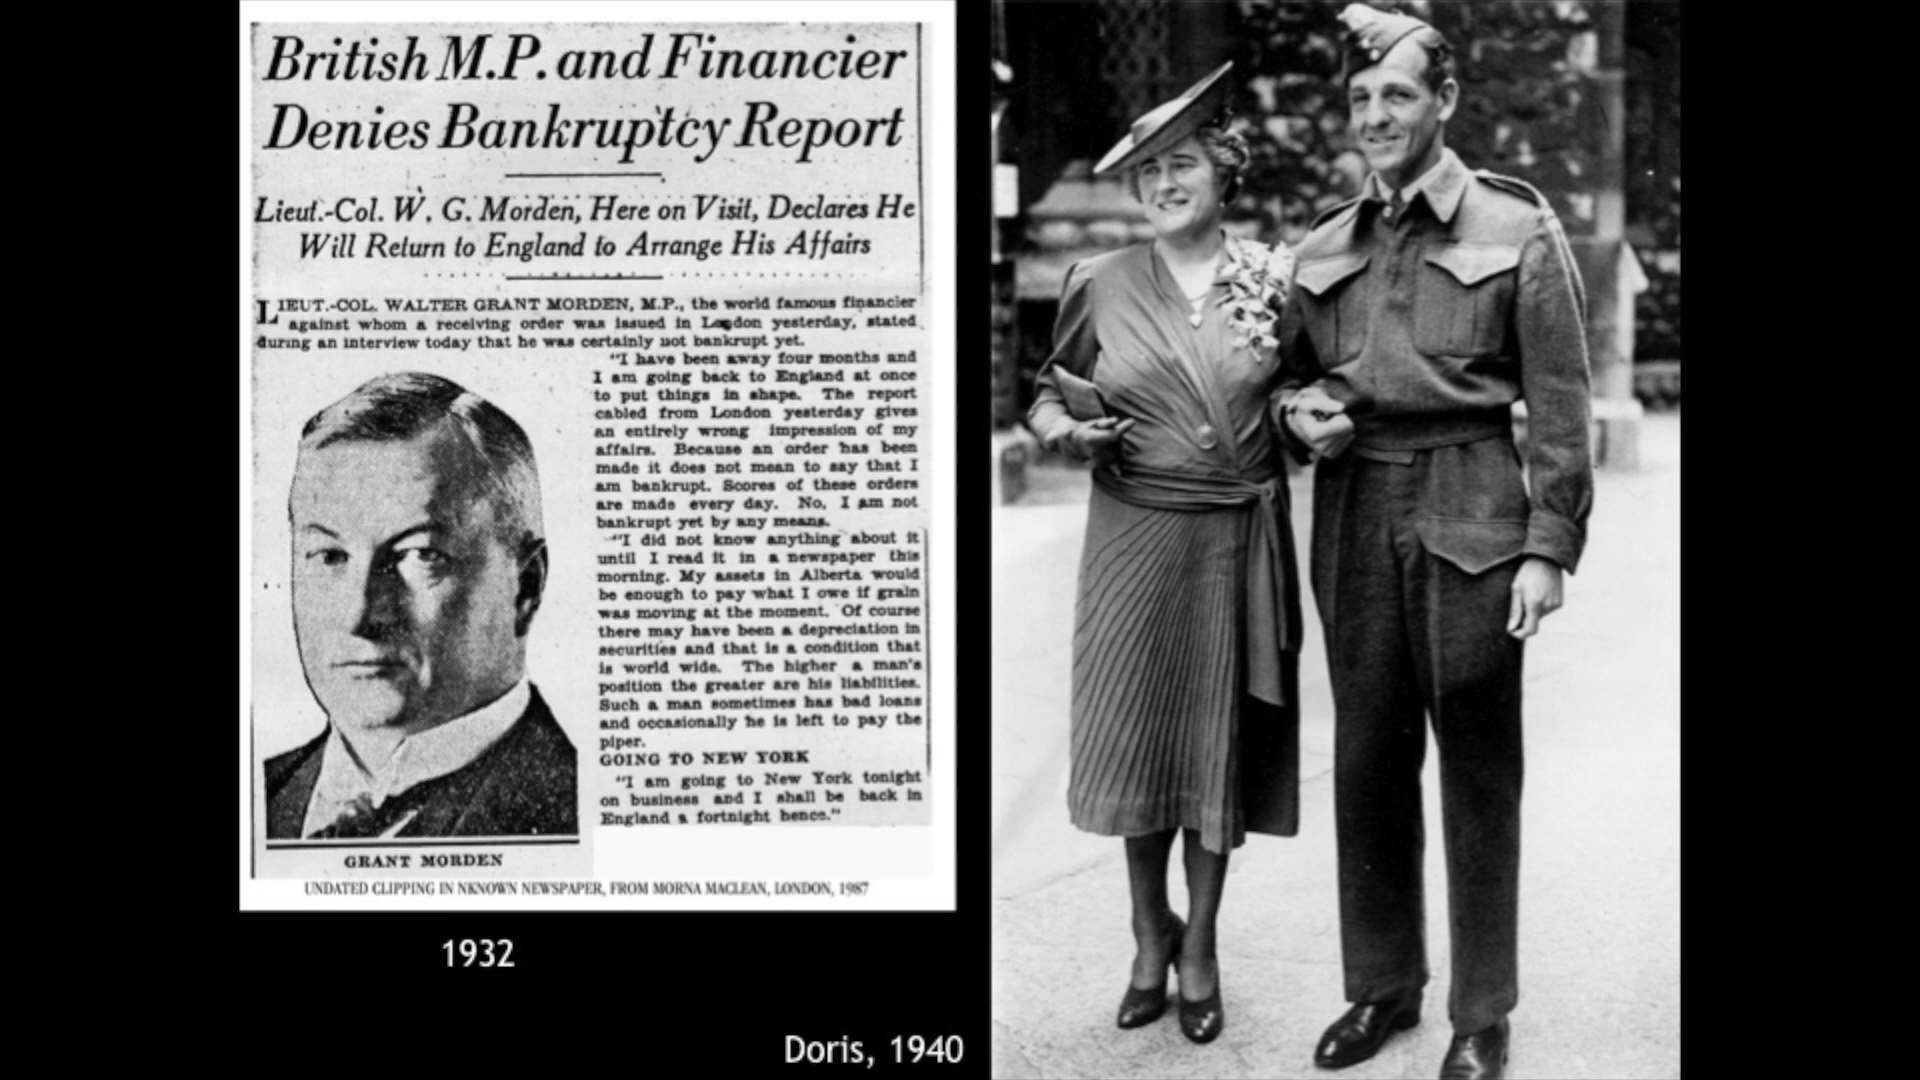 British M.P. and Financier
Denies Bankruptcy Report
Lieut.-Col. W. G. Morden, Here on Visit, Declares He
Will Return to England to Arrange His Affairs
LIEUT.-COL. WALTER GRANT MORDEN, M.P., the world famous financier
against whom a receiving order was issued in London yesterday, stated
during an interview today that he was certainly not bankrupt yet.
"I have been away four months and
I am going back to England at once
to put things in shape. The report
cabled from London yesterday gives
an entirely wrong impression of my
affairs. Because an order has been
made it does not mean to say that I
am bankrupt. Scores of these orders
are made every day. No, I am not
bankrupt yet by any means.
"I did not know anything about it
until I read it in a newspaper this
morning. My assets in Alberta would
be enough to pay what I owe if grain
was moving at the moment. Of course
there may have been a depreciation in
securities and that is a condition that
is world wide. The higher a man's
position the greater are his liabilities.
Such a man sometimes has bad loans
and occasionally he is left to pay the
piper.
GOING TO NEW YORK
"I am going to New York tonight
on business and I shall be back in
England a fortnight hence."
GRANT MORDEN
UNDATED CLIPPING IN NKNOWN NEWSPAPER, FROM MORNA MACLEAN, LONDON, 1987
1932
Doris, 1940